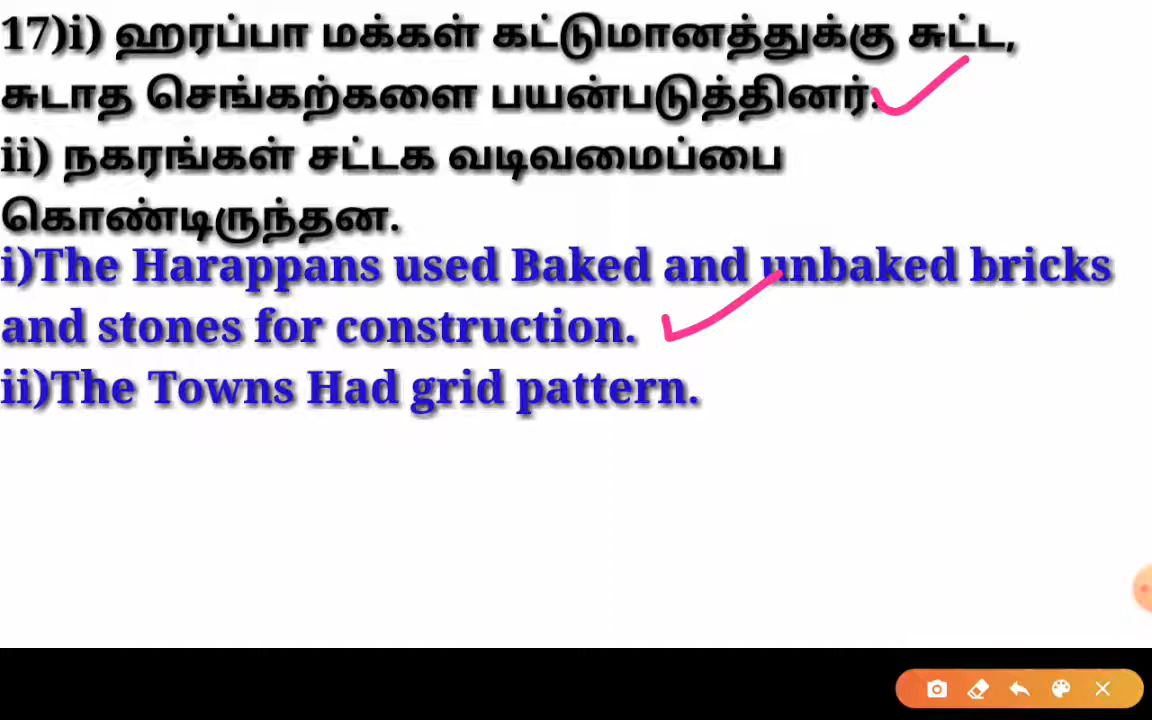 17)i) ஹரப்பா மக்கள் கட்டுமானத்துக்கு சுட்ட,
சுடாத செங்கற்களை பயன்படுத்தினர்.
ii) நகரங்கள் சட்டக வடிவமைப்பை
கொண்டிருந்தன.
i)The Harappans used Baked and unbaked bricks
and stones for construction.
ii)The Towns Had grid pattern.